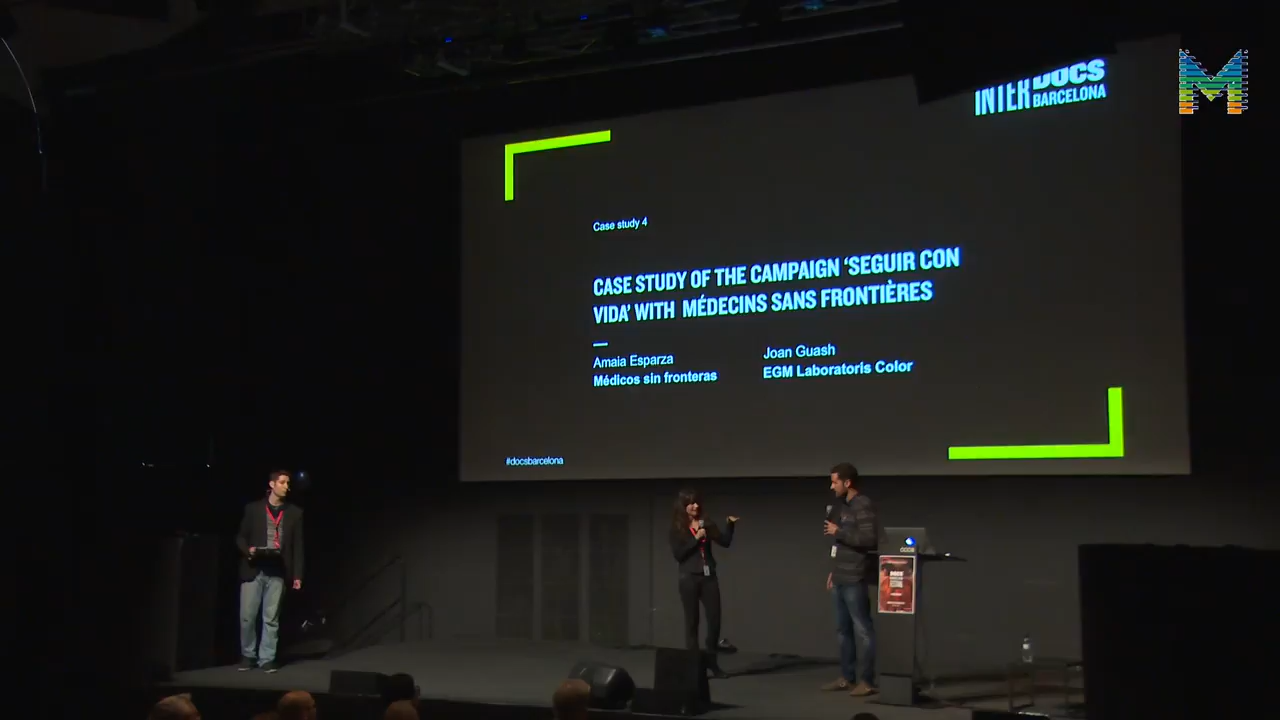 INTER DOCS
BARCELONA
Case study 4
CASE STUDY OF THE CAMPAIGN ‘SEGUIR CON
VIDA’ WITH MÉDECINS SANS FRONTIÈRES
Amaia Esparza
Médicos sin fronteras
Joan Guash
EGM Laboratoris Color
#docsbarcelona
M